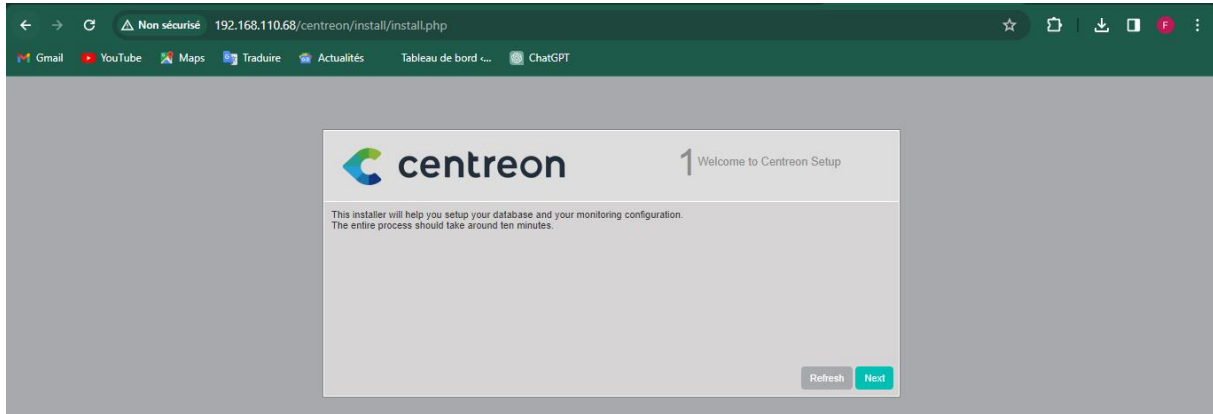 Non sécurisé 192.168.110.68/centreon/install/install.php F
Gmail YouTube Maps Traduire Actualités Tableau de bord ‹... ChatGPT
centreon 1 Welcome to Centreon Setup
This installer will help you setup your database and your monitoring configuration.
The entire process should take around ten minutes.
Refresh Next